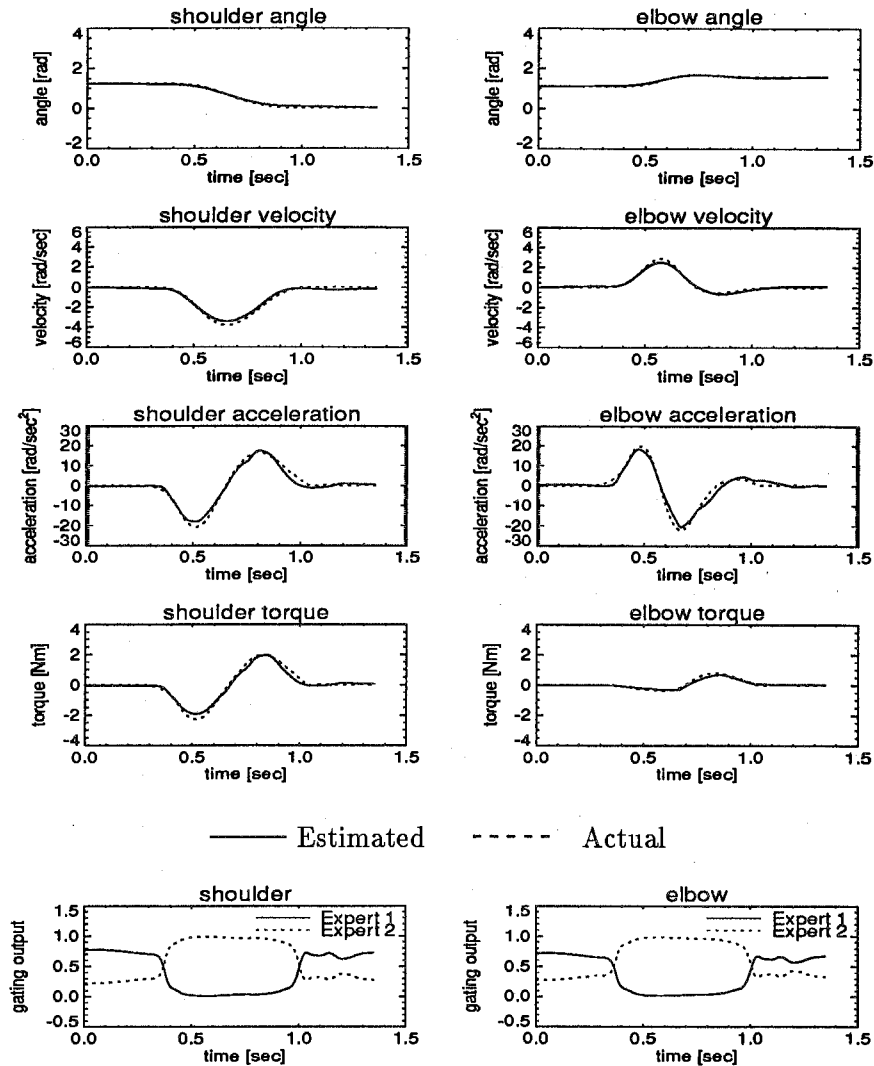 shoulder angle
angle [rad]
4
2
0
-2
0.0 0.5 1.0 1.5
time [sec]
elbow angle
angle [rad]
4
2
0
-2
0.0 0.5 1.0 1.5
time [sec]
shoulder velocity
velocity [rad/sec]
6
4
2
0
-2
-4
-6
0.0 0.5 1.0 1.5
time [sec]
elbow velocity
velocity [rad/sec]
6
4
2
0
-2
-4
-6
0.0 0.5 1.0 1.5
time [sec]
shoulder acceleration
acceleration [rad/sec²]
30
20
10
0
-10
-20
-30
0.0 0.5 1.0 1.5
time [sec]
elbow acceleration
acceleration [rad/sec²]
30
20
10
0
-10
-20
-30
0.0 0.5 1.0 1.5
time [sec]
shoulder torque
torque [Nm]
4
2
0
-2
-4
0.0 0.5 1.0 1.5
time [sec]
elbow torque
torque [Nm]
4
2
0
-2
-4
0.0 0.5 1.0 1.5
time [sec]
Estimated Actual
shoulder
gating output
1.5
1.0
0.5
0.0
-0.5
Expert 1
Expert 2
0.0 0.5 1.0 1.5
time [sec]
elbow
gating output
1.5
1.0
0.5
0.0
-0.5
Expert 1
Expert 2
0.0 0.5 1.0 1.5
time [sec]